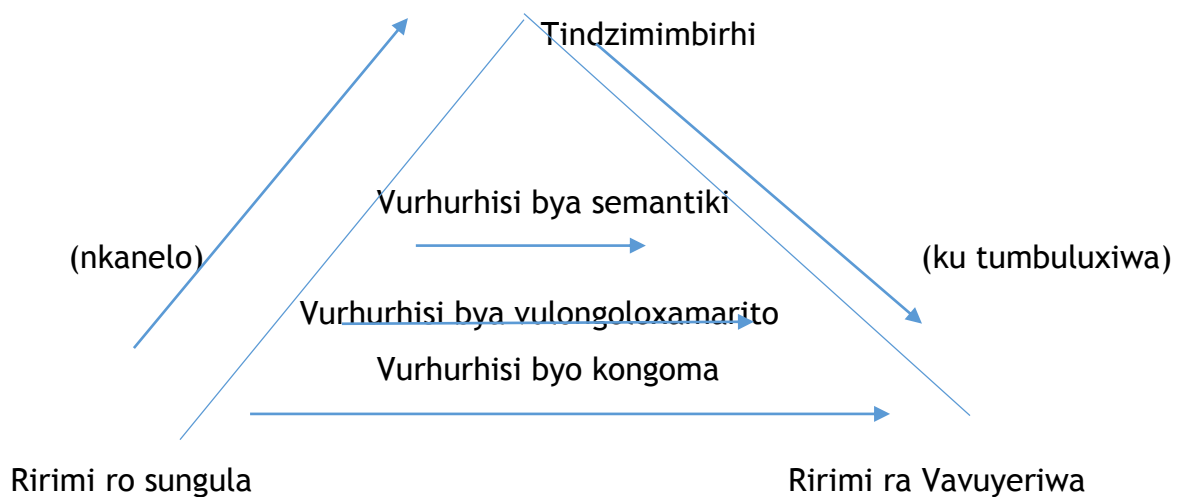 Tindzimimbirhi
Vurhurhisi bya semantiki
(nkanelo) (ku tumbuluxiwa)
Vurhurhisi bya vulongoloxamarito
Vurhurhisi byo kongoma
Ririmi ro sungula Ririmi ra Vavuyeriwa